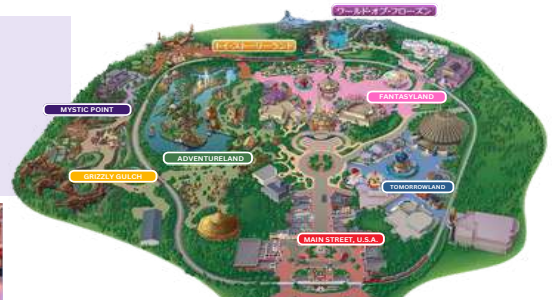 ワールド・オブ・フローズン
トイ・ストーリーランド
FANTASYLAND
MYSTIC POINT
ADVENTURELAND
GRIZZLY GULCH
TOMORROWLAND
MAIN STREET, U.S.A.